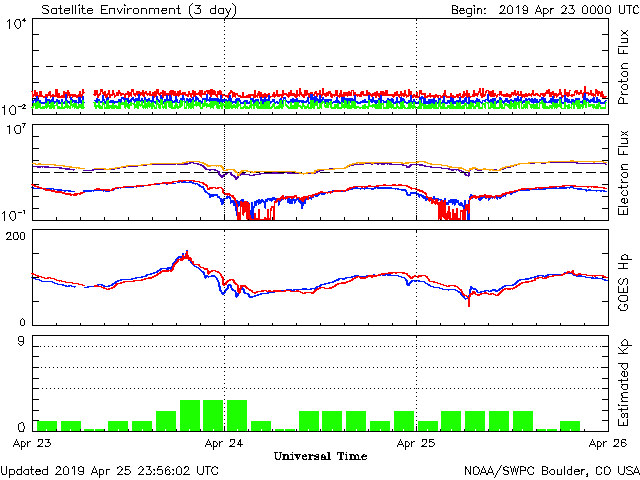 Satellite Environment (3 day) Begin: 2019 Apr 23 0000 UTC
10⁴
10⁻²
Proton Flux
10⁷
10⁻¹
Electron Flux
200
0
GOES Hp
9
0
Estimated Kp
Apr 23 Apr 24 Apr 25 Apr 26
Universal Time
Updated 2019 Apr 25 23:56:02 UTC NOAA/SWPC Boulder, CO USA